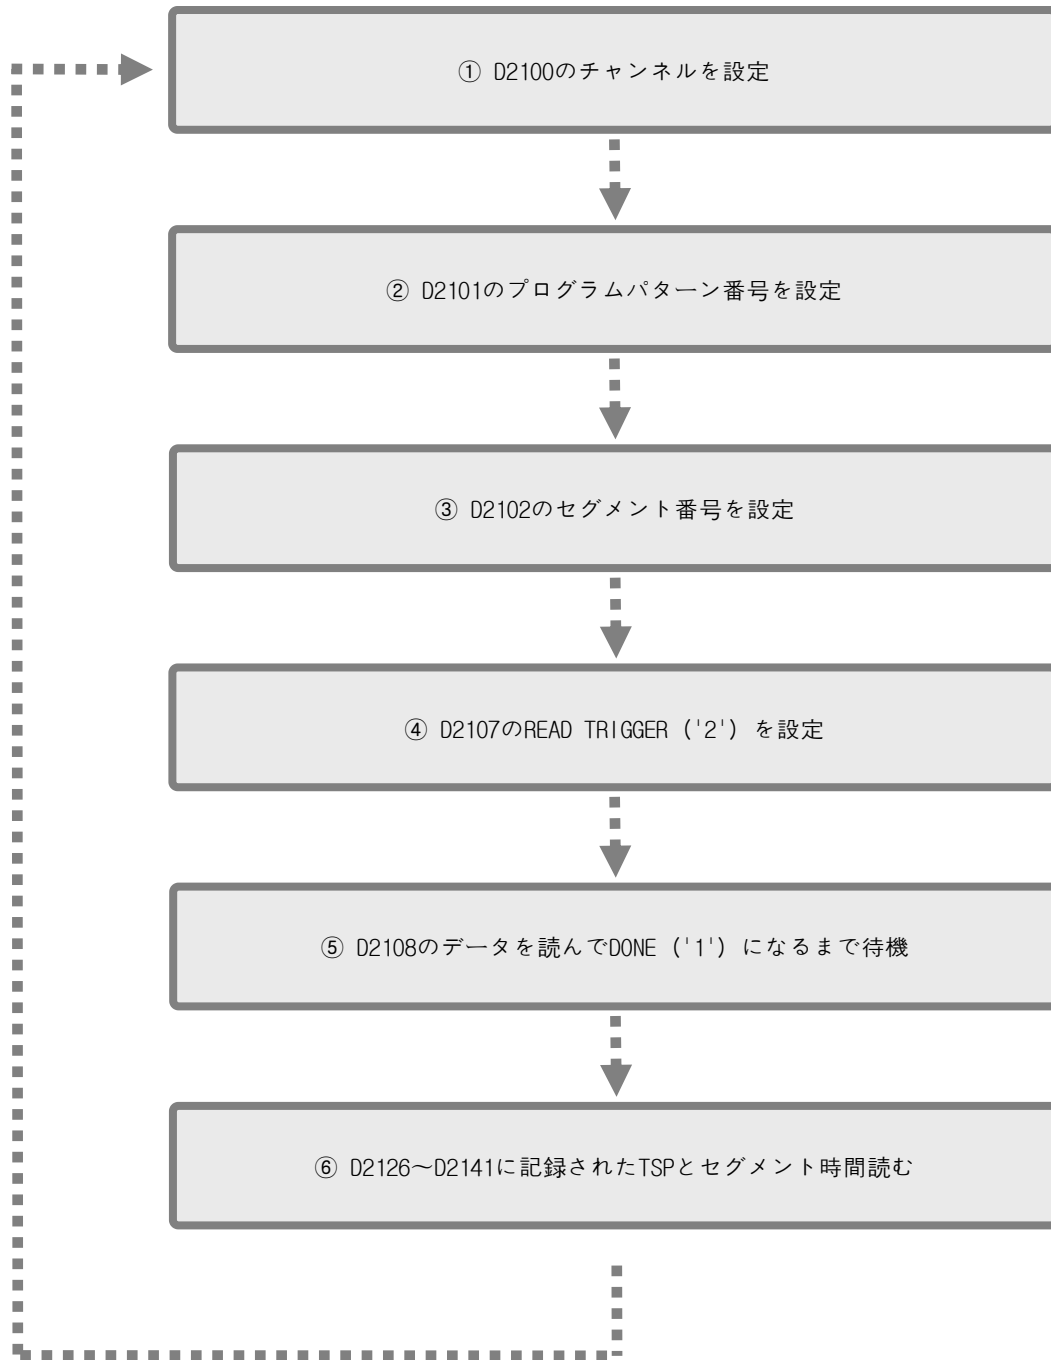 ① D2100のチャンネルを設定
② D2101のプログラムパターン番号を設定
③ D2102のセグメント番号を設定
④ D2107のREAD TRIGGER ('2') を設定
⑤ D2108のデータを読んでDONE ('1') になるまで待機
⑥ D2126～D2141に記録されたTSPとセグメント時間読む